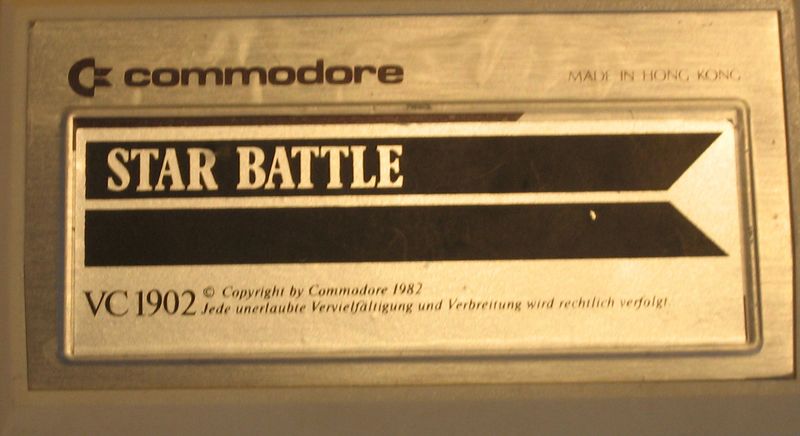 commodore
MADE IN HONG KONG
STAR BATTLE
VC 1902
© Copyright by Commodore 1982
Jede unerlaubte Vervielfältigung und Verbreitung wird rechtlich verfolgt.